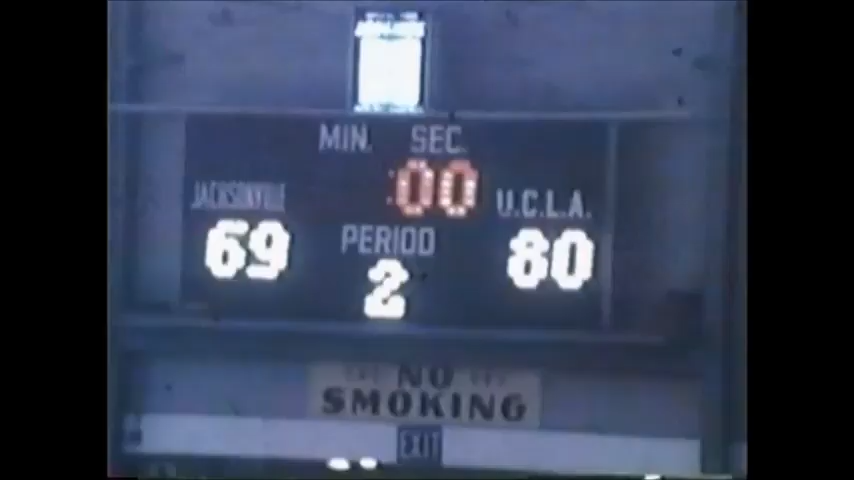 MIN. SEC.
:00
JACKSONVILLE U.C.L.A.
69 PERIOD 80
2
NO
SMOKING
EXIT